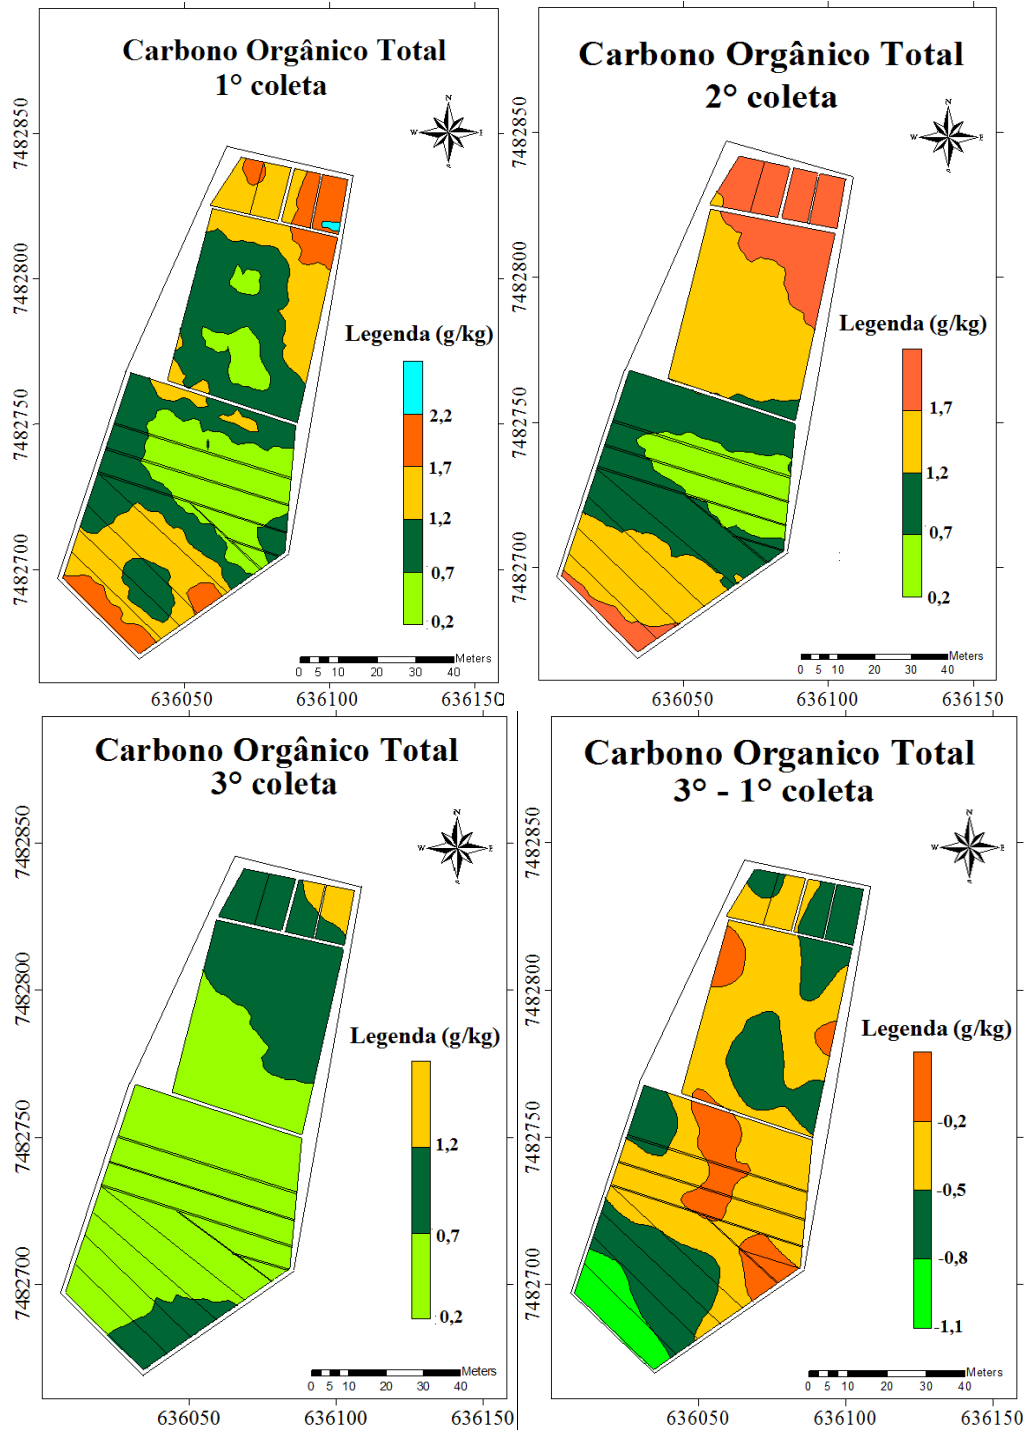 Carbono Orgânico Total
1° coleta
N
W
E
7482850
7482800
7482750
7482700
Legenda (g/kg)
2,2
1,7
1,2
0,7
0,2
Meters
0 5 10 20 30 40
636050 636100 636150
Carbono Orgânico Total
2° coleta
N
W
E
7482850
7482800
7482750
7482700
Legenda (g/kg)
1,7
1,2
0,7
0,2
Meters
0 5 10 20 30 40
636050 636100 636150
Carbono Orgânico Total
3° coleta
N
W
E
7482850
7482800
7482750
7482700
Legenda (g/kg)
1,2
0,7
0,2
Meters
0 5 10 20 30 40
636050 636100 636150
Carbono Organico Total
3° - 1° coleta
N
W
E
7482850
7482800
7482750
7482700
Legenda (g/kg)
-0,2
-0,5
-0,8
-1,1
Meters
0 5 10 20 30 40
636050 636100 636150